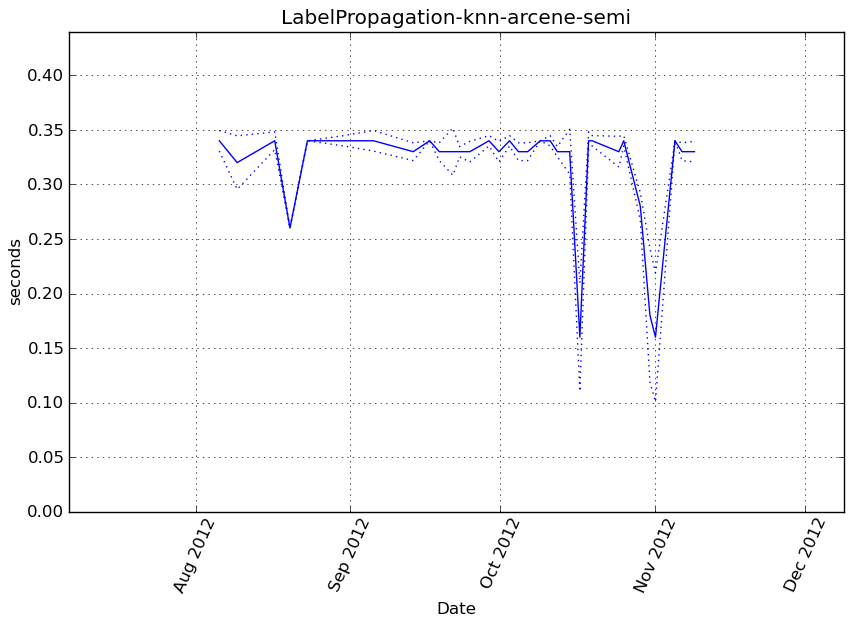 LabelPropagation-knn-arcene-semi
0.40
0.35
0.30
0.25
0.20
0.15
0.10
0.05
0.00
seconds
Aug 2012
Sep 2012
Oct 2012
Nov 2012
Dec 2012
Date